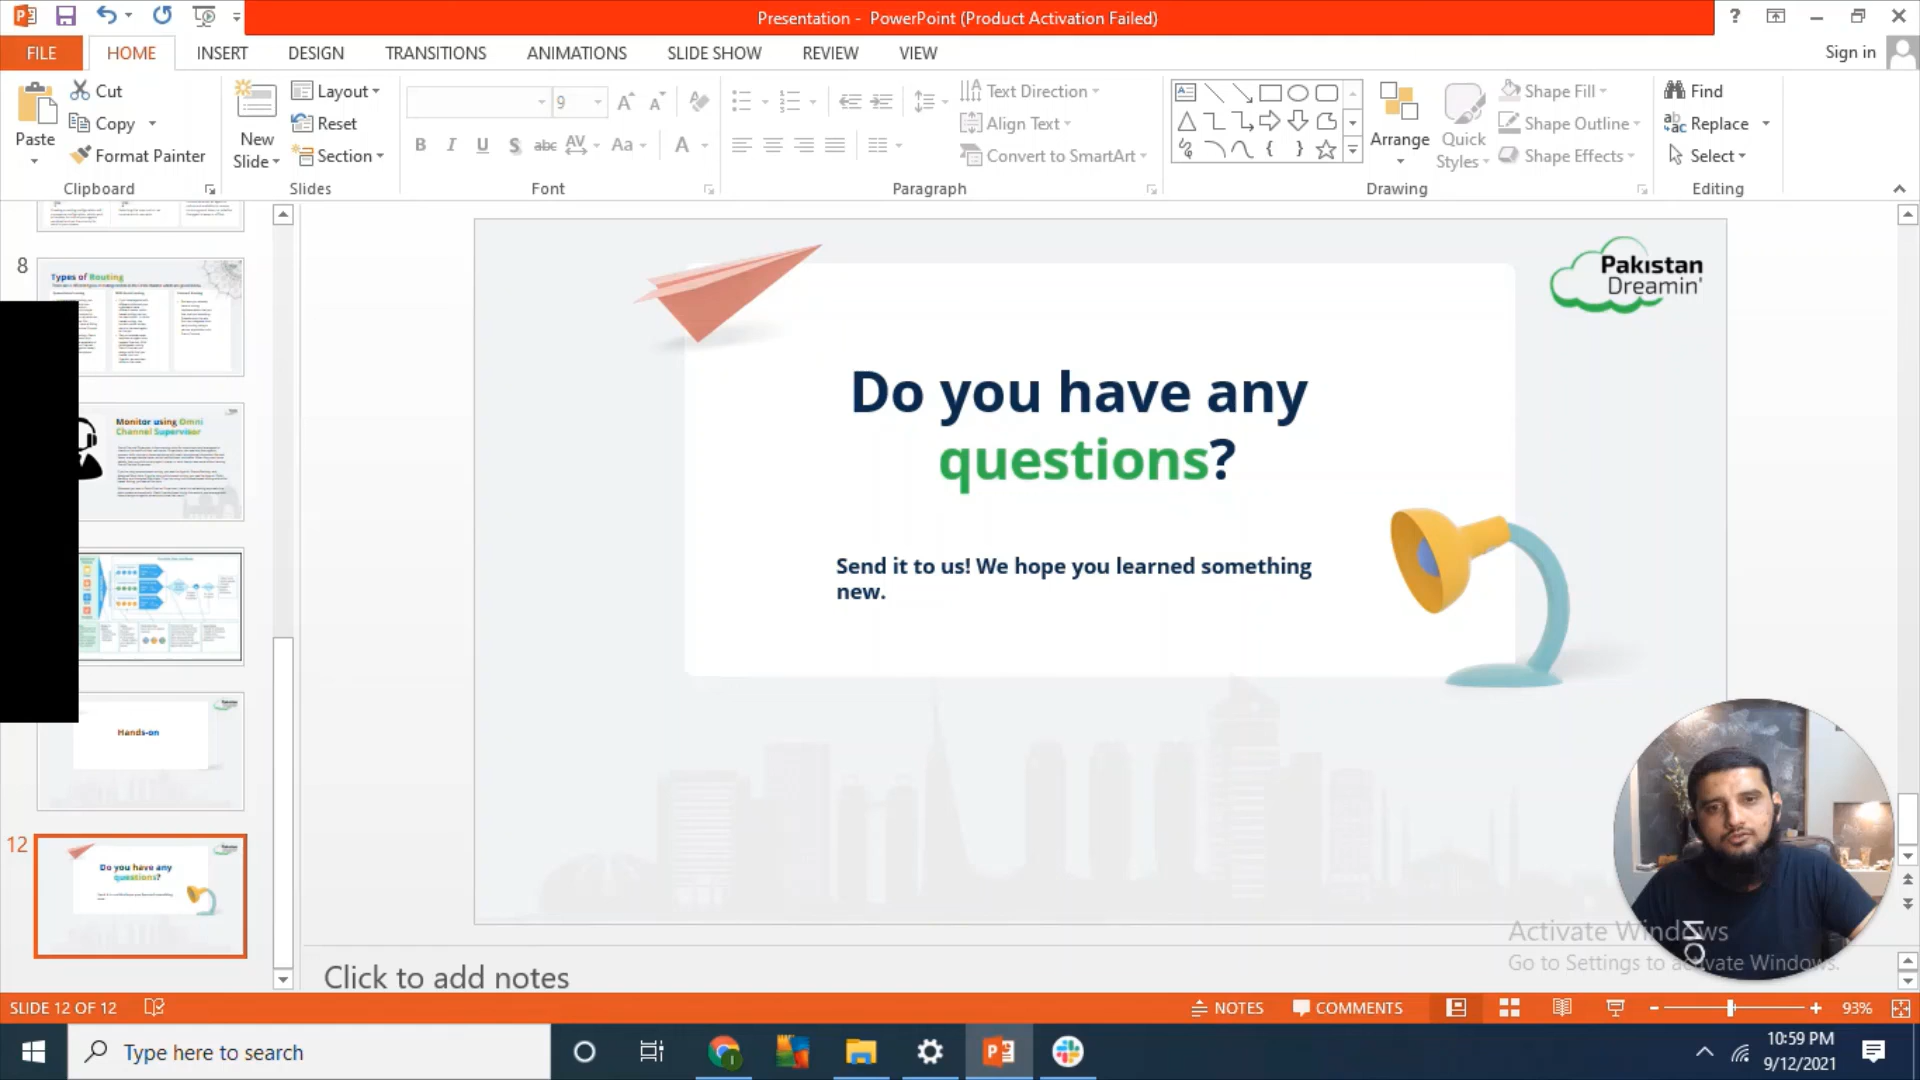 Presentation -  PowerPoint (Product Activation Failed)
FILE
HOME
INSERT
DESIGN
TRANSITIONS
ANIMATIONS
SLIDE SHOW
REVIEW
VIEW
Sign in
Paste
Cut
Copy
Format Painter
Clipboard
New
Slide
Layout
Reset
Section
Slides
9
Font
Text Direction
Align Text
Convert to SmartArt
Paragraph
Arrange
Quick
Styles
Shape Fill
Shape Outline
Shape Effects
Drawing
Find
Replace
Select
Editing
8
Types of Routing
Monitor using Omni
Channel Supervisor
Hands-on
12
Do you have any
questions?
Pakistan
Dreamin'
Do you have any
questions?
Send it to us! We hope you learned something
new.
Activate Windows
Go to Settings to activate Windows.
Click to add notes
SLIDE 12 OF 12
NOTES
COMMENTS
93%
Type here to search
10:59 PM
9/12/2021